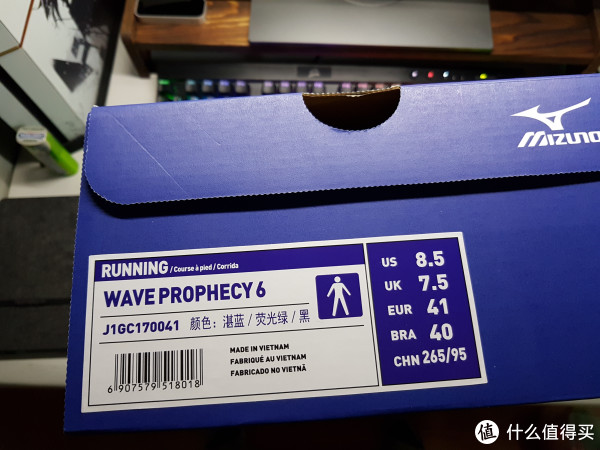 MIZUNO
RUNNING / Course à pied / Corrida
WAVE PROPHECY 6
J1GC170041 颜色：湛蓝 / 荧光绿 / 黑
6 907579 518018
MADE IN VIETNAM
FABRIQUÉ AU VIETNAM
FABRICADO NO VIETNÃ
US 8.5
UK 7.5
EUR 41
BRA 40
CHN 265/95
值 什么值得买